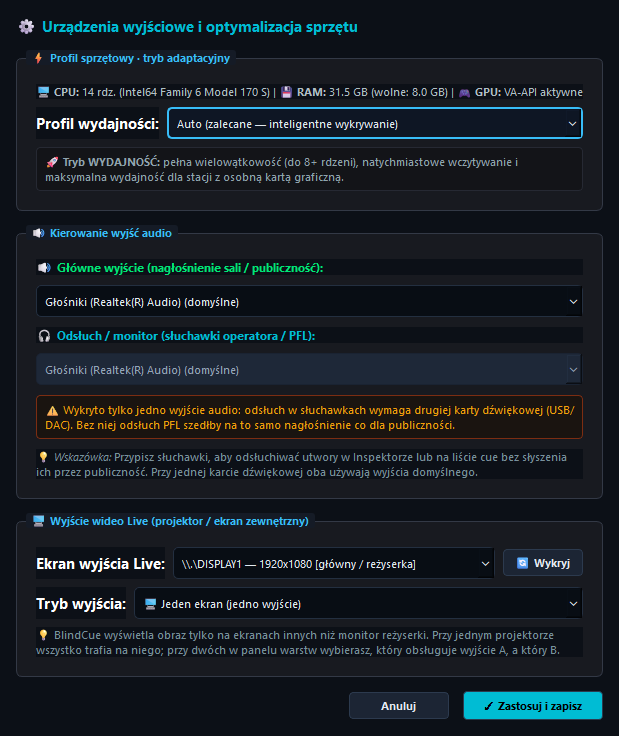 Urządzenia wyjściowe i optymalizacja sprzętu
Profil sprzętowy · tryb adaptacyjny
CPU: 14 rdz. (Intel64 Family 6 Model 170 S) | RAM: 31.5 GB (wolne: 8.0 GB) | GPU: VA-API aktywne
Profil wydajności: Auto (zalecane — inteligentne wykrywanie)
Tryb WYDAJNOŚĆ: pełna wielowątkowość (do 8+ rdzeni), natychmiastowe wczytywanie i
maksymalna wydajność dla stacji z osobną kartą graficzną.
Kierowanie wyjść audio
Główne wyjście (nagłośnienie sali / publiczność):
Głośniki (Realtek(R) Audio) (domyślne)
Odsłuch / monitor (słuchawki operatora / PFL):
Głośniki (Realtek(R) Audio) (domyślne)
Wykryto tylko jedno wyjście audio: odsłuch w słuchawkach wymaga drugiej karty dźwiękowej (USB/
DAC). Bez niej odsłuch PFL szedłby na to samo nagłośnienie co dla publiczności.
Wskazówka: Przypisz słuchawki, aby odsłuchiwać utwory w Inspektorze lub na liście cue bez słyszenia
ich przez publiczność. Przy jednej karcie dźwiękowej oba używają wyjścia domyślnego.
Wyjście wideo Live (projektor / ekran zewnętrzny)
Ekran wyjścia Live: \\.\DISPLAY1 — 1920x1080 [główny / reżyserka] Wykryj
Tryb wyjścia: Jeden ekran (jedno wyjście)
BlindCue wyświetla obraz tylko na ekranach innych niż monitor reżyserki. Przy jednym projektorze
wszystko trafia na niego; przy dwóch w panelu warstw wybierasz, który obsługuje wyjście A, a który B.
Anuluj ✓ Zastosuj i zapisz